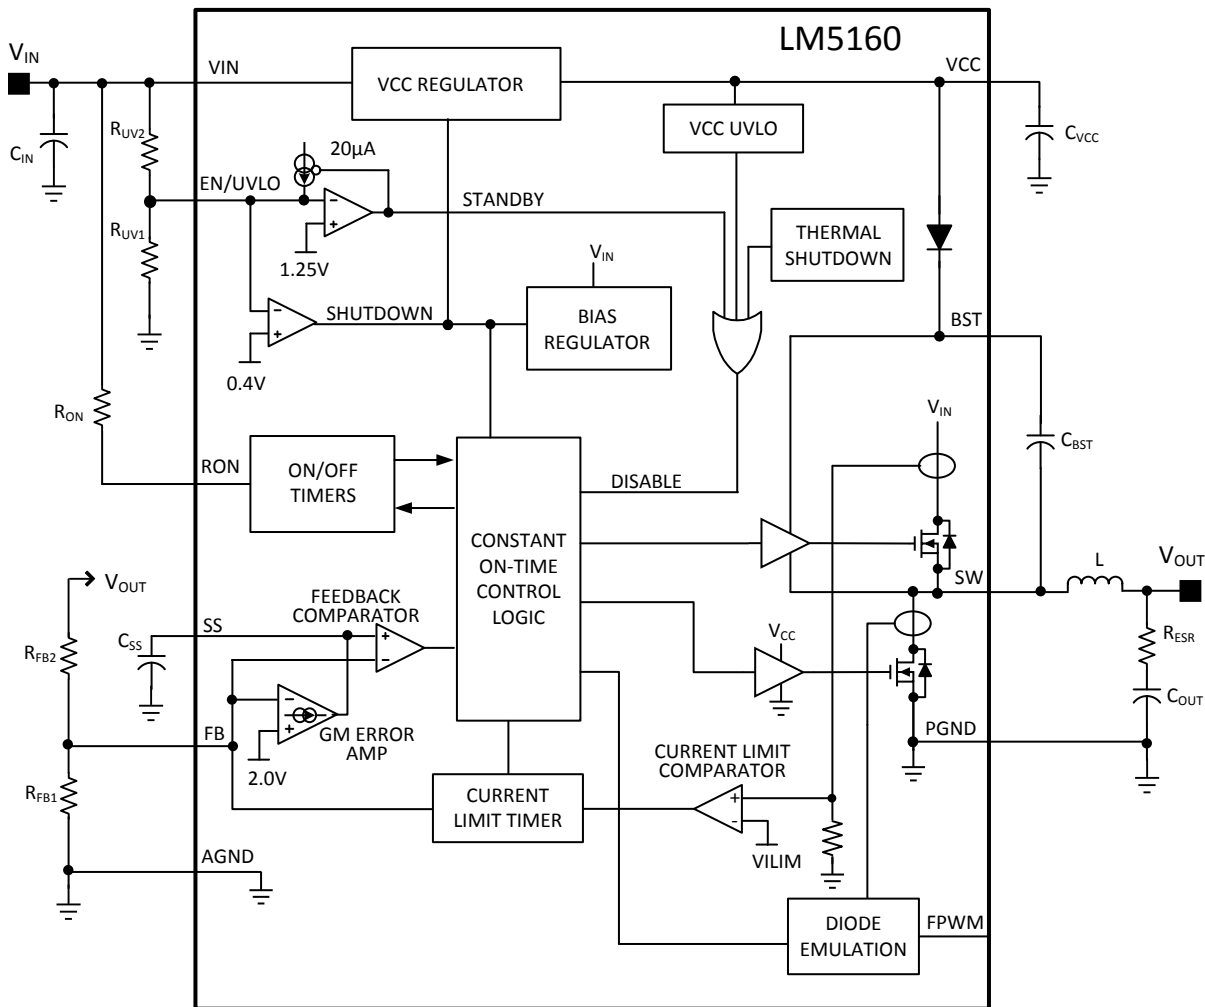 LM5160
V_IN
VIN
VCC REGULATOR
VCC
R_UV2
C_IN
20µA
VCC UVLO
C_VCC
EN/UVLO
STANDBY
R_UV1
1.25V
THERMAL
SHUTDOWN
V_IN
SHUTDOWN
BIAS
REGULATOR
BST
0.4V
R_ON
V_IN
C_BST
RON
ON/OFF
TIMERS
DISABLE
CONSTANT
ON-TIME
CONTROL
LOGIC
V_OUT
SW
L
V_OUT
FEEDBACK
COMPARATOR
C_SS
SS
R_FB2
V_CC
R_ESR
C_OUT
FB
GM ERROR
AMP
2.0V
PGND
R_FB1
CURRENT
LIMIT TIMER
CURRENT LIMIT
COMPARATOR
VILIM
AGND
DIODE
EMULATION
FPWM